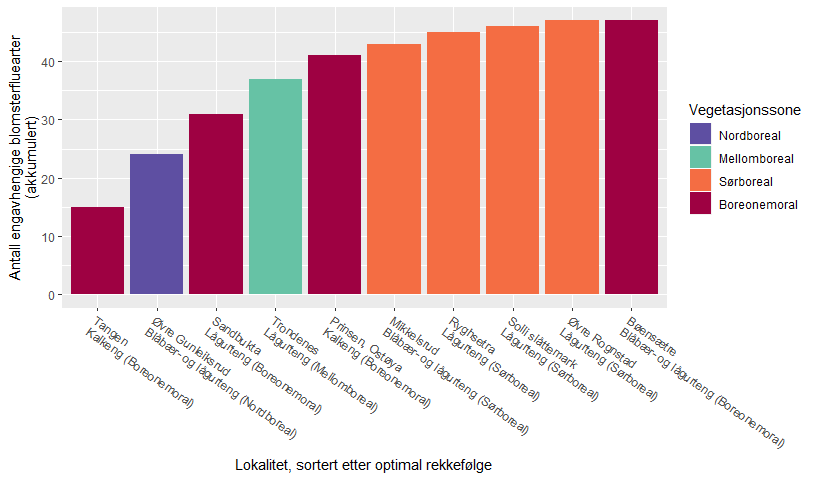 Antall engavhengige blomsterfluearter
(akkumulert)
40
30
20
10
0
Tangen
Kalkeng (Boreonemoral)
Øvre Gunleiksrud
Blåbær- og lågurteng (Nordboreal)
Sandbukta
Lågurteng (Boreonemoral)
Trondenes
Lågurteng (Mellomboreal)
Prinsen, Ostøya
Kalkeng (Boreonemoral)
Mikkelsrud
Blåbær- og lågurteng (Sørboreal)
Ryghsetra
Lågurteng (Sørboreal)
Solli slåttemark
Lågurteng (Sørboreal)
Øvre Rognstad
Lågurteng (Sørboreal)
Bøensætre
Blåbær- og lågurteng (Boreonemoral)
Lokalitet, sortert etter optimal rekkefølge
Vegetasjonssone
Nordboreal
Mellomboreal
Sørboreal
Boreonemoral